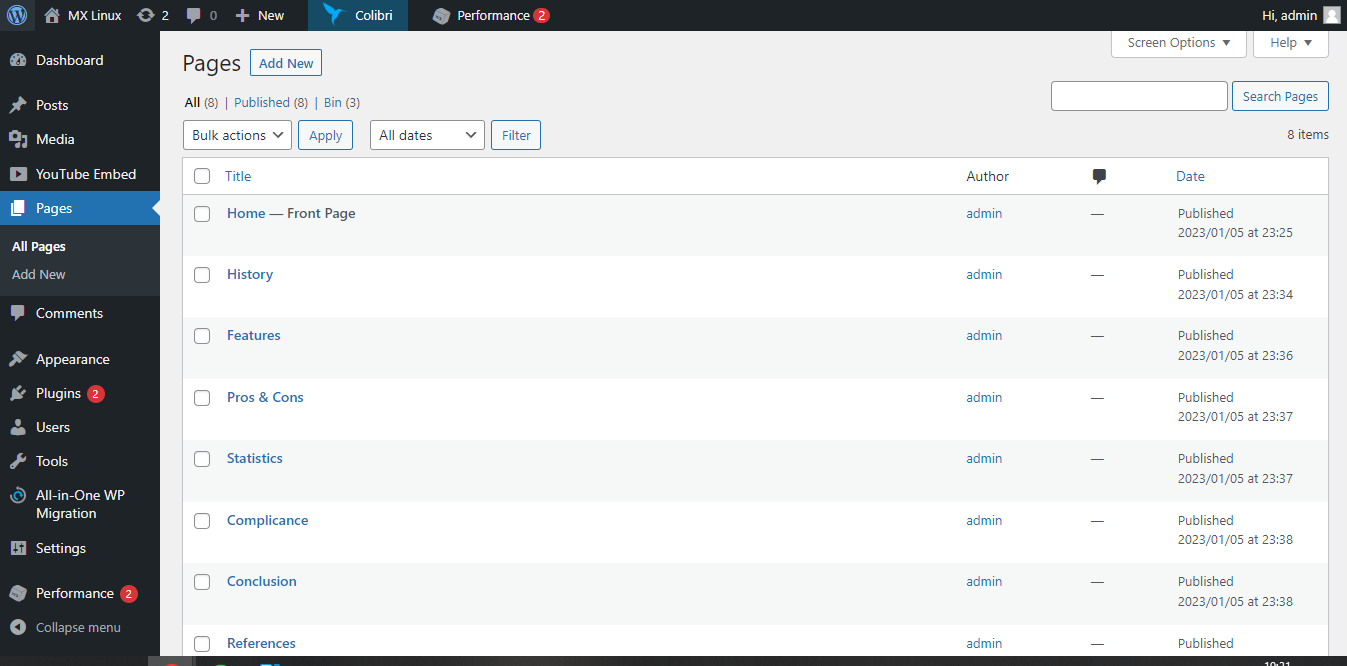 MX Linux 2 0 New Colibri Performance 2 Hi, admin
Dashboard
Posts
Media
YouTube Embed
Pages
All Pages
Add New
Comments
Appearance
Plugins 2
Users
Tools
All-in-One WP
Migration
Settings
Performance 2
Collapse menu
Screen Options Help
Pages Add New
All (8) | Published (8) | Bin (3)
Search Pages
Bulk actions Apply All dates Filter
8 items
Title Author Date
Home — Front Page admin — Published
2023/01/05 at 23:25
History admin — Published
2023/01/05 at 23:34
Features admin — Published
2023/01/05 at 23:36
Pros & Cons admin — Published
2023/01/05 at 23:37
Statistics admin — Published
2023/01/05 at 23:37
Complicance admin — Published
2023/01/05 at 23:38
Conclusion admin — Published
2023/01/05 at 23:38
References admin — Published